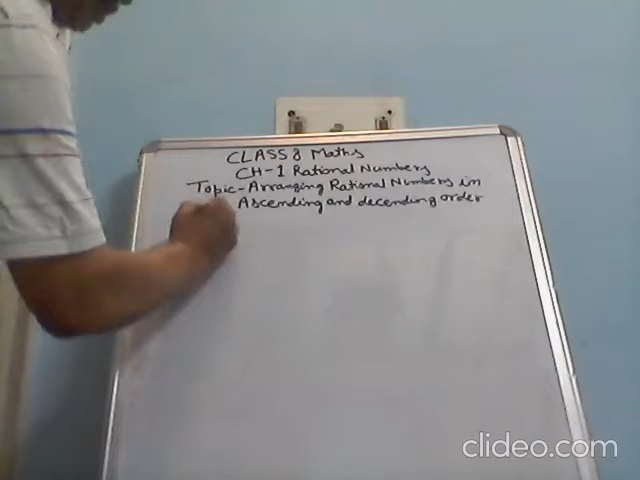 CLASS 8 Maths
CH-1 Rational Numbers
Topic-Arranging Rational Numbers in
Ascending and decending order
clideo.com